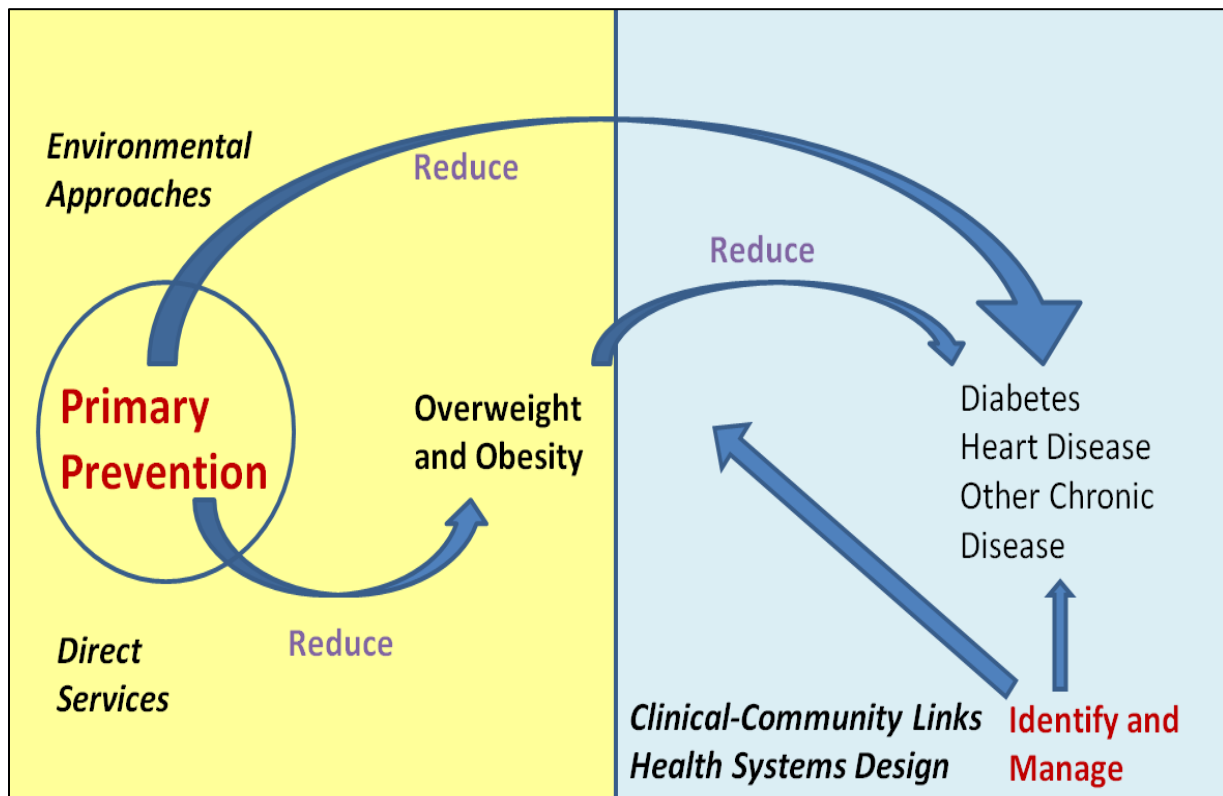 Environmental
Approaches
Reduce
Reduce
Primary
Prevention
Overweight
and Obesity
Diabetes
Heart Disease
Other Chronic
Disease
Reduce
Direct
Services
Clinical-Community Links
Health Systems Design
Identify and
Manage